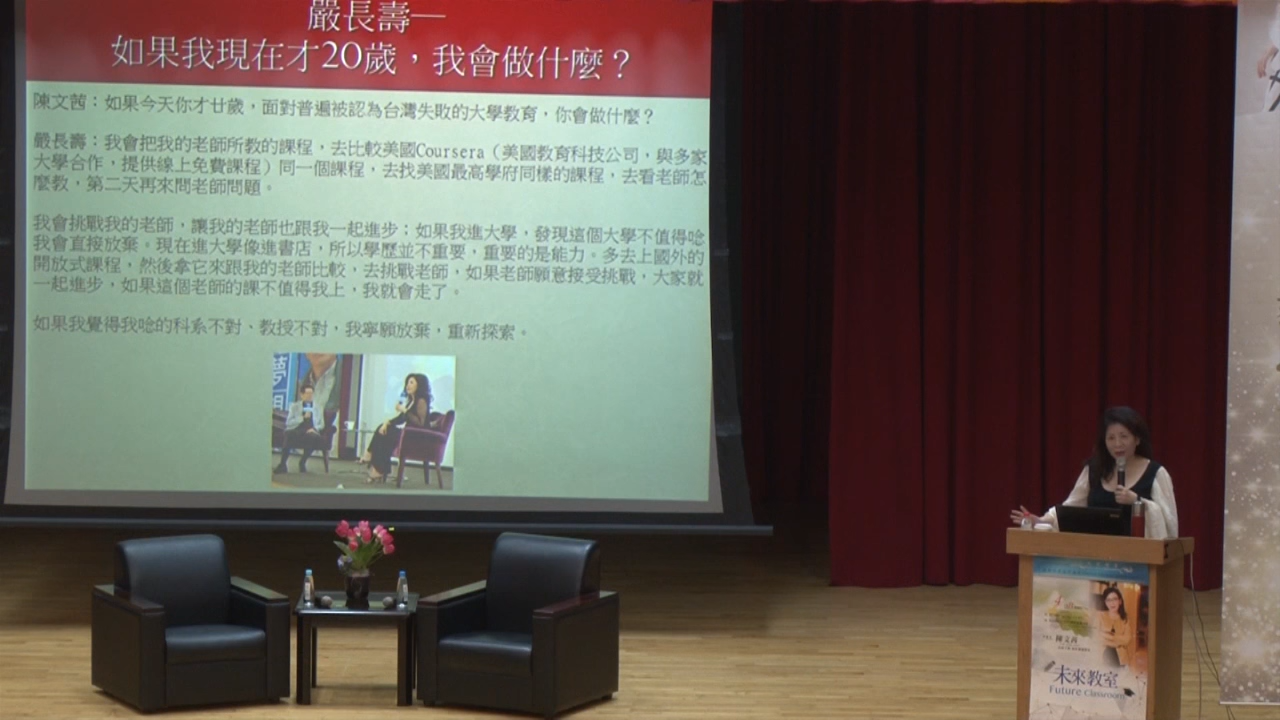 嚴長壽—
如果我現在才20歲，我會做什麼？
陳文茜：如果今天你才廿歲，面對普遍被認為台灣失敗的大學教育，你會做什麼？
嚴長壽：我會把我的老師所教的課程，去比較美國Coursera（美國教育科技公司，與多家
大學合作，提供線上免費課程）同一個課程，去找美國最高學府同樣的課程，去看老師怎
麼教，第二天再來問老師問題。
我會挑戰我的老師，讓我的老師也跟我一起進步；如果我進大學，發現這個大學不值得唸
我會直接放棄。現在進大學像進書店，所以學歷並不重要，重要的是能力。多去上國外的
開放式課程，然後拿它來跟我的老師比較，去挑戰老師，如果老師願意接受挑戰，大家就
一起進步，如果這個老師的課不值得我上，我就會走了。
如果我覺得我唸的科系不對、教授不對，我寧願放棄，重新探索。
夢
陳文茜
未來教室
Future Classroom